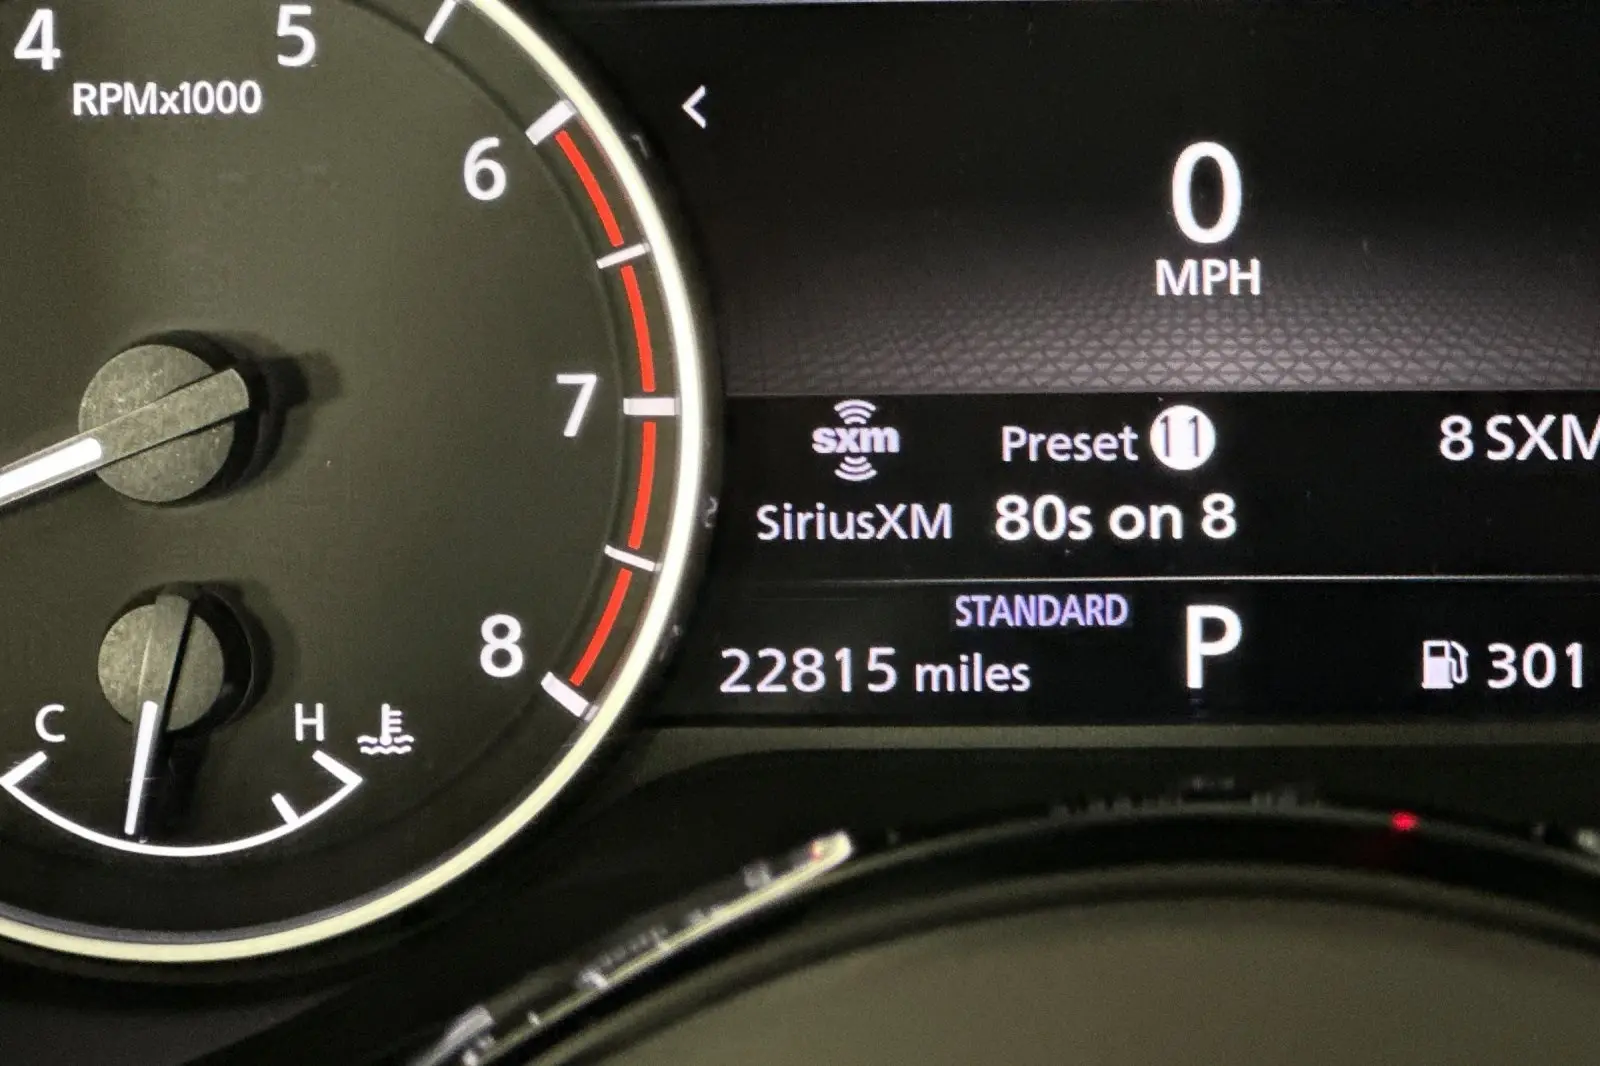 4
5
RPMx1000
6
7
8
C
H
0
MPH
sxm
Preset 11
8 SXM
SiriusXM
80s on 8
STANDARD
22815 miles
P
301